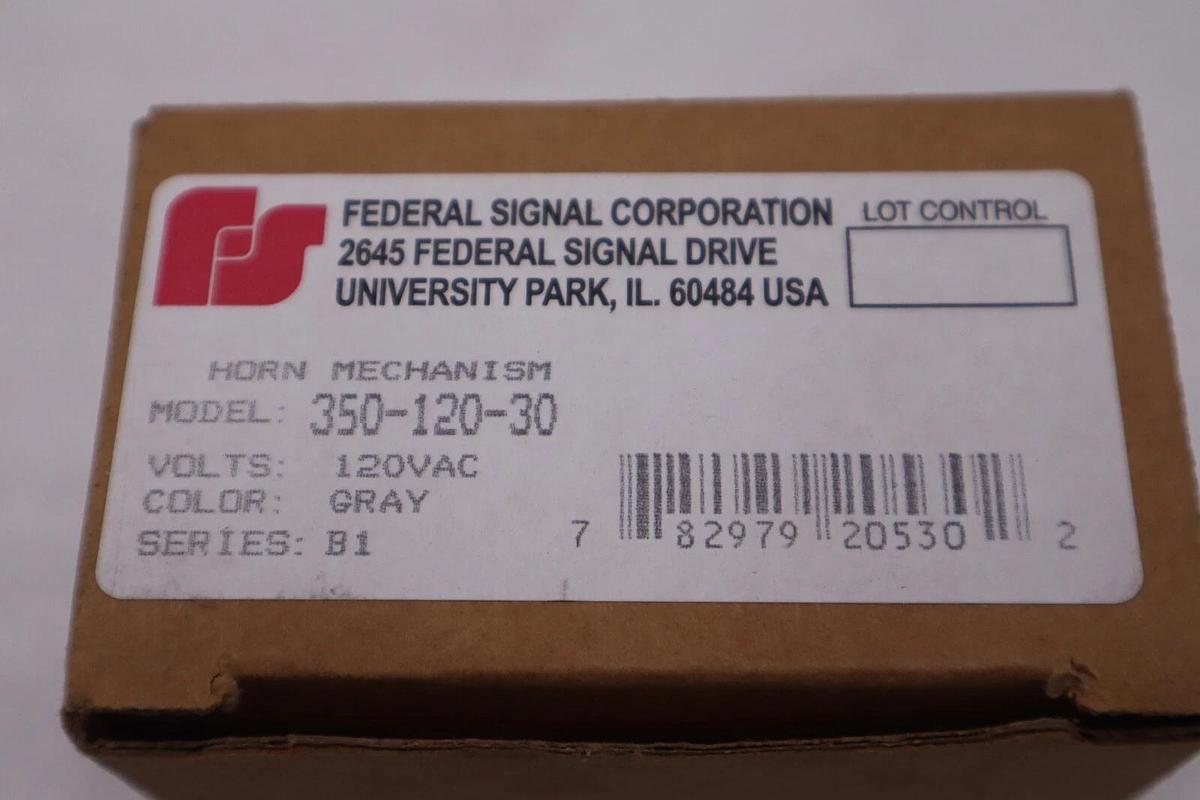 FS
FEDERAL SIGNAL CORPORATION
2645 FEDERAL SIGNAL DRIVE
UNIVERSITY PARK, IL. 60484 USA
LOT CONTROL
HORN MECHANISM
MODEL: 350-120-30
VOLTS: 120VAC
COLOR: GRAY
SERIES: B1
7 82979 20530 2